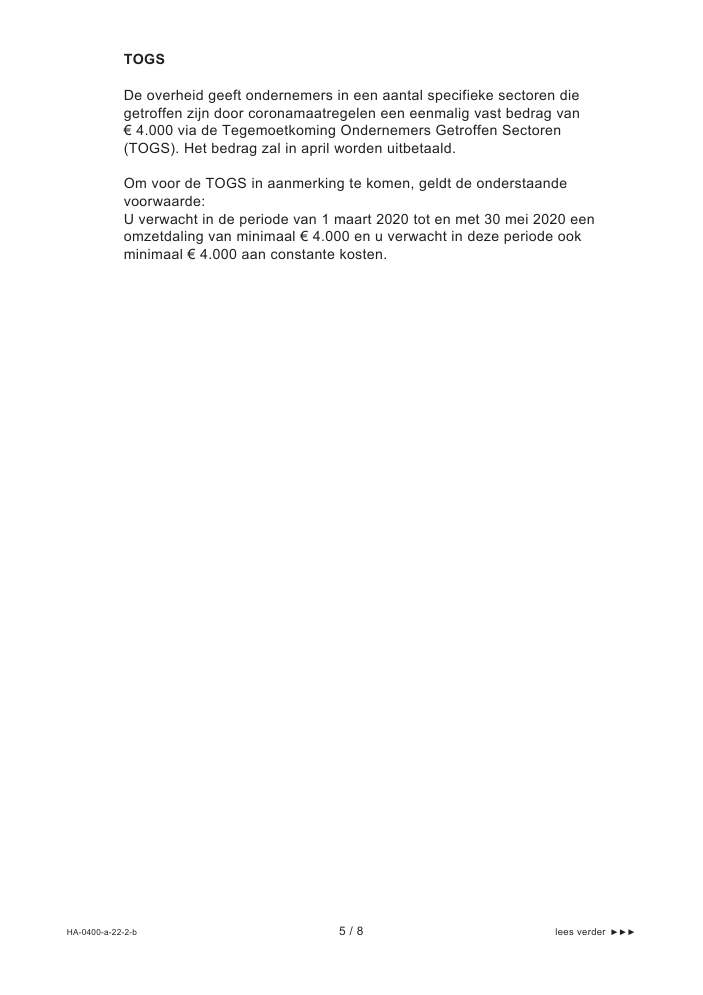 TOGS
De overheid geeft ondernemers in een aantal specifieke sectoren die
getroffen zijn door coronamaatregelen een eenmalig vast bedrag van
€ 4.000 via de Tegemoetkoming Ondernemers Getroffen Sectoren
(TOGS). Het bedrag zal in april worden uitbetaald.
Om voor de TOGS in aanmerking te komen, geldt de onderstaande
voorwaarde:
U verwacht in de periode van 1 maart 2020 tot en met 30 mei 2020 een
omzetdaling van minimaal € 4.000 en u verwacht in deze periode ook
minimaal € 4.000 aan constante kosten.
HA-0400-a-22-2-b
5 / 8
lees verder ►►►